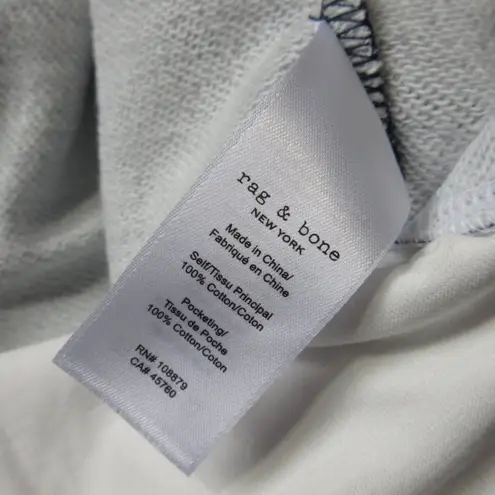 rag & bone
NEW YORK
Made in China/
Fabriqué en Chine
Self/Tissu Principal
100% Cotton/Coton
Pocketing/
Tissu de Poche
100% Cotton/Coton
RN# 108879
CA# 45760